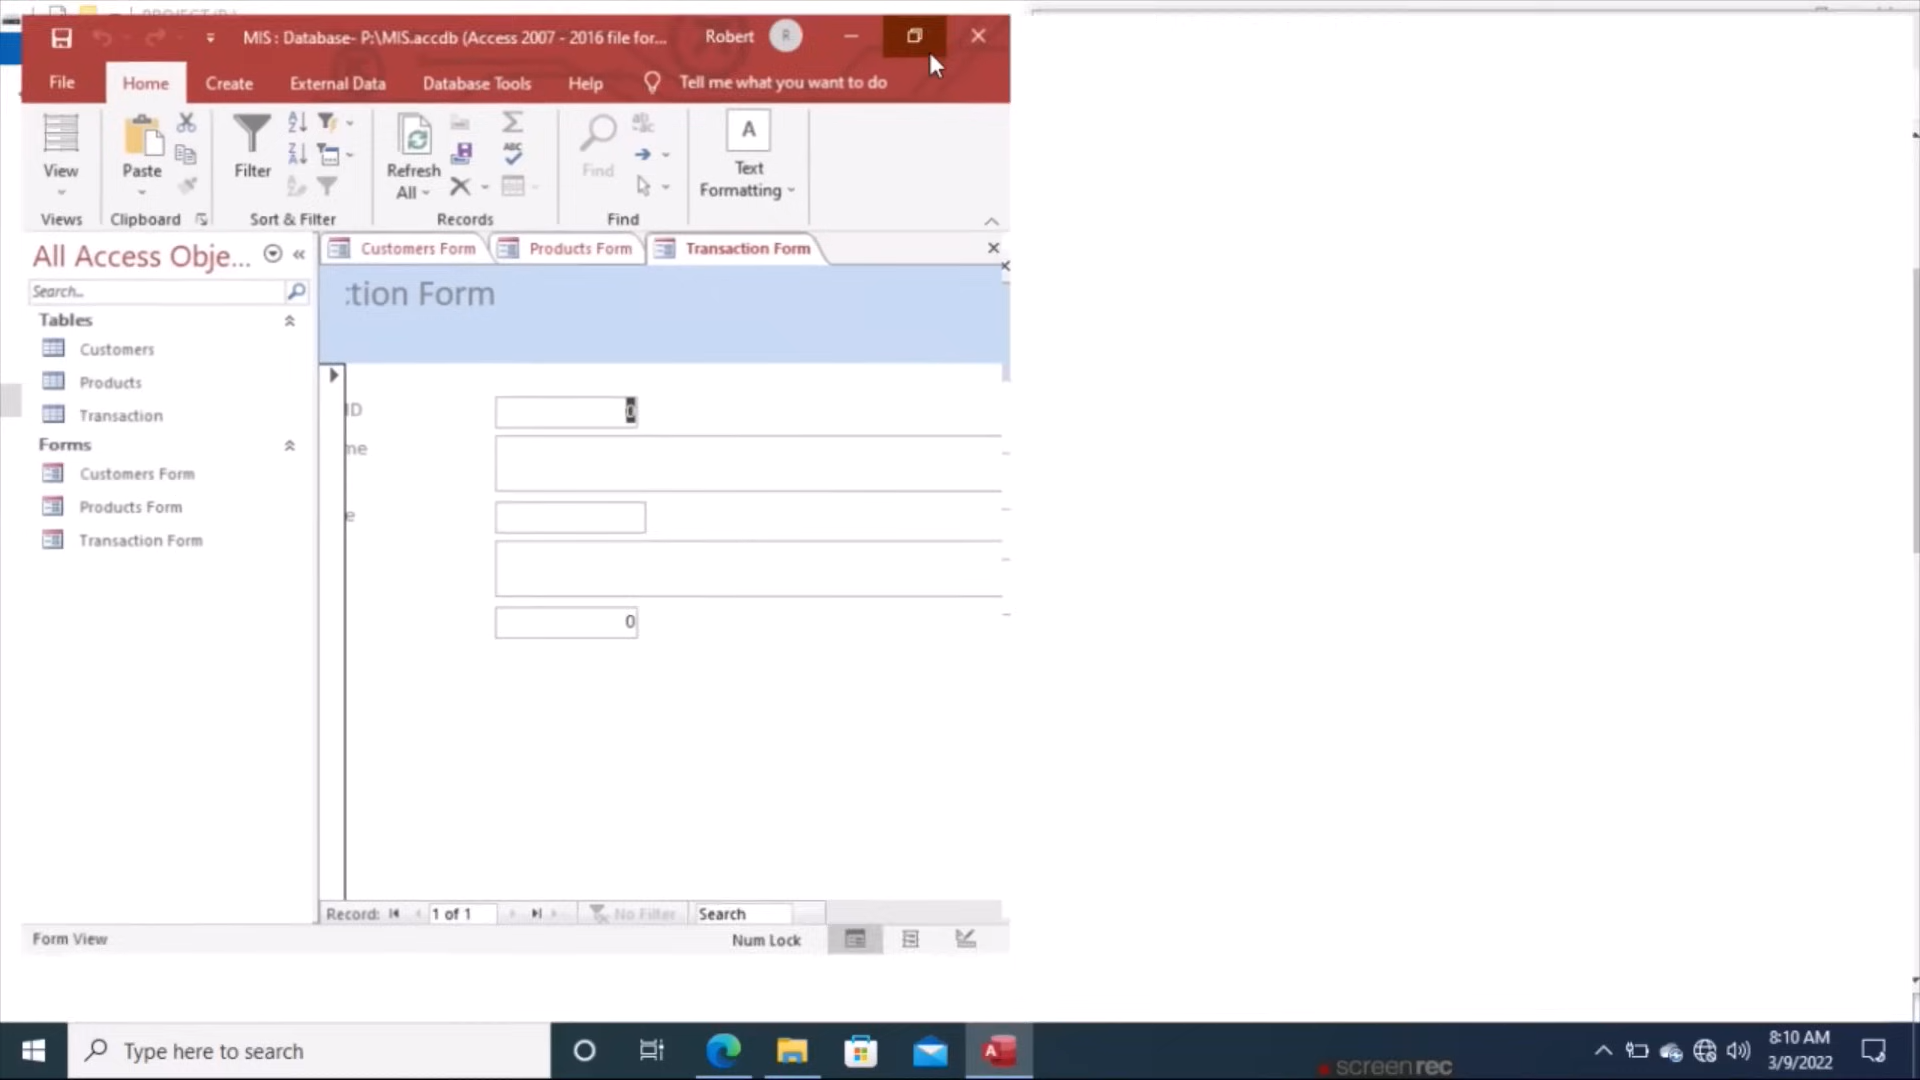 MIS : Database- P:\MIS.accdb (Access 2007 - 2016 file for...
Robert
R
File
Home
Create
External Data
Database Tools
Help
Tell me what you want to do
View
Paste
Filter
Refresh
All
Find
Text
Formatting
Views
Clipboard
Sort & Filter
Records
Find
All Access Obje...
Customers Form
Products Form
Transaction Form
Search..
:tion Form
Tables
Customers
Products
Transaction
Forms
Customers Form
Products Form
Transaction Form
ID
0
me
e
0
Record:
1 of 1
No Filter
Search
Form View
Num Lock
Type here to search
screenrec
8:10 AM
3/9/2022